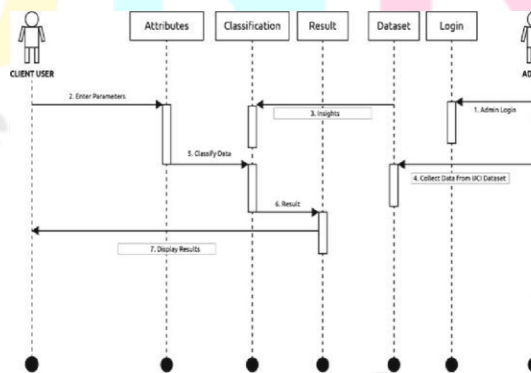 Attributes
Classification
Result
Dataset
Login
CLIENT USER
AD
2. Enter Parameters
3. Insights
1. Admin Login
5. Classify Data
4. Collect Data from UCI Dataset
6. Result
7. Display Results